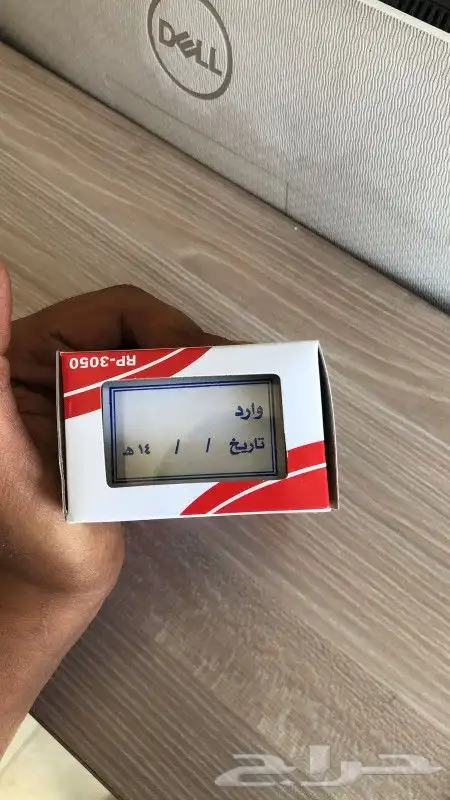 DELL
RP-3050
وارد
تاريخ / / ١٤ هـ
حراج